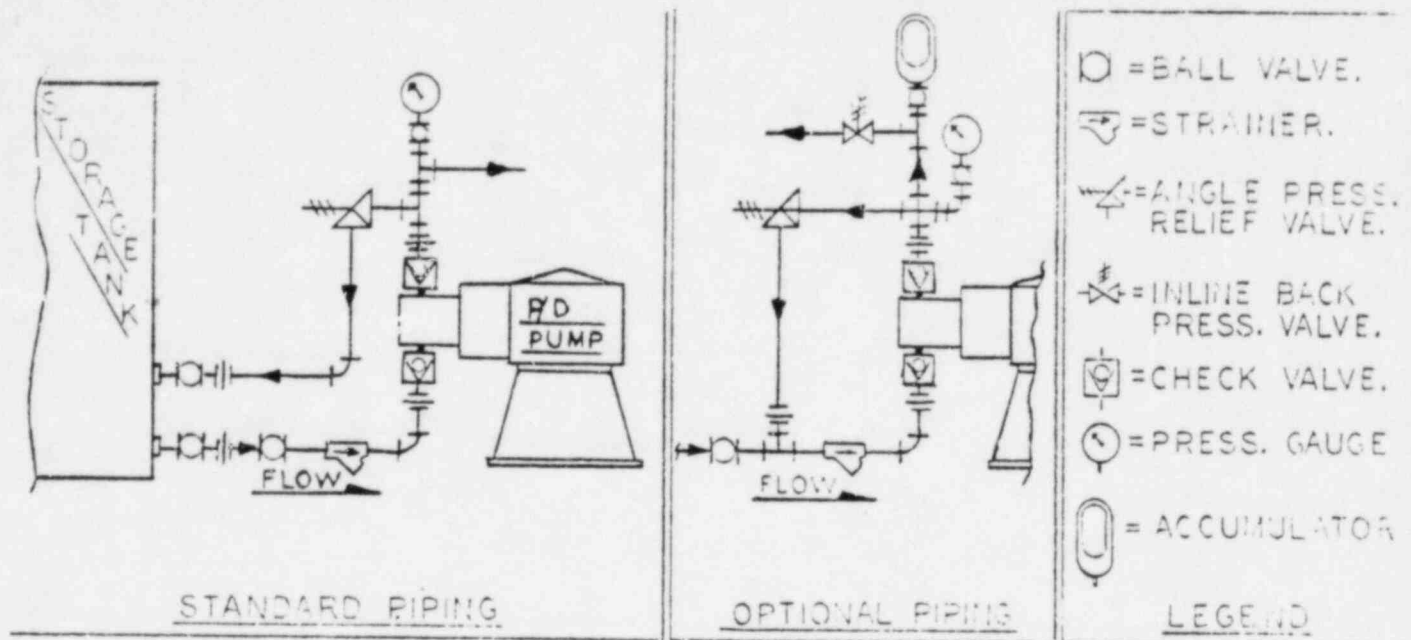 STORAGE
TANK
P/D
PUMP
FLOW
STANDARD PIPING
FLOW
OPTIONAL PIPING
= BALL VALVE.
= STRAINER.
= ANGLE PRESS.
RELIEF VALVE.
= INLINE BACK
PRESS. VALVE.
= CHECK VALVE.
= PRESS. GAUGE
= ACCUMULATOR
LEGEND